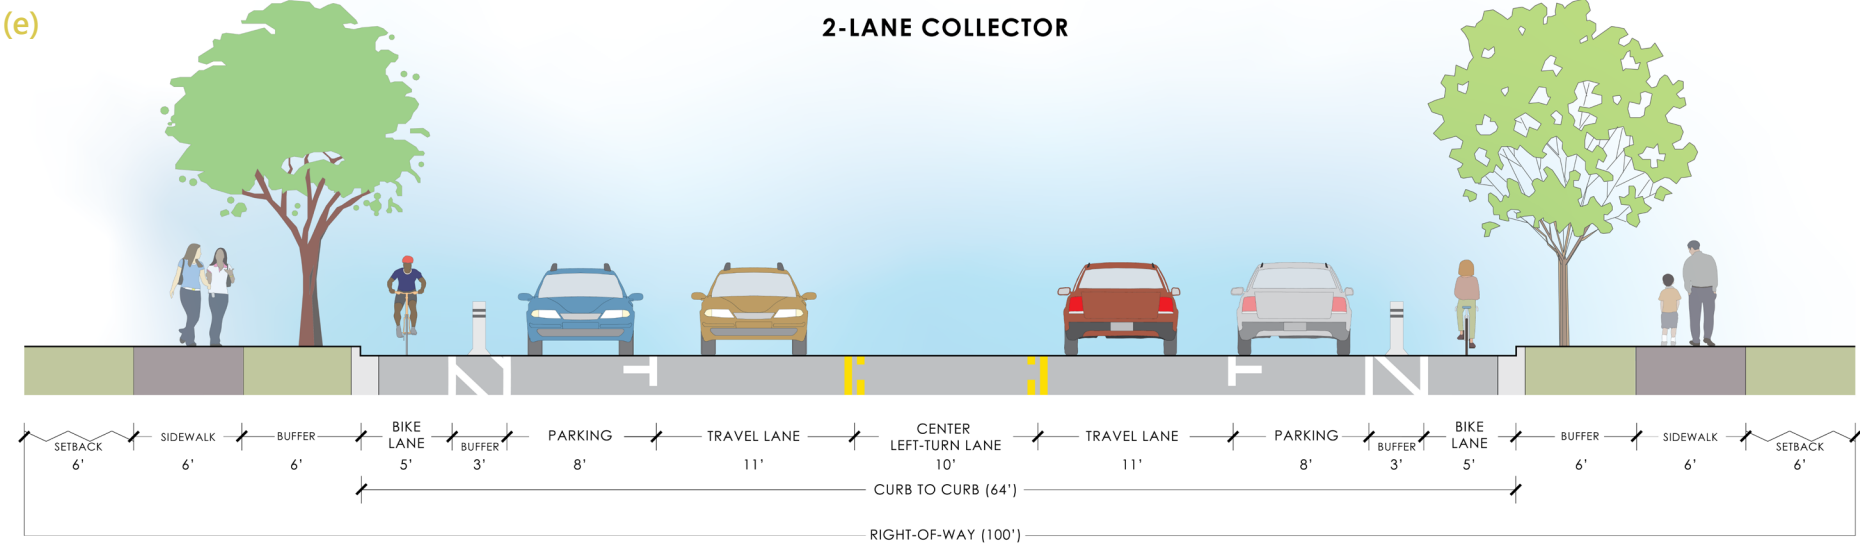 (e)
2-LANE COLLECTOR
SETBACK
6'
SIDEWALK
6'
BUFFER
6'
BIKE
LANE
5'
BUFFER
3'
PARKING
8'
TRAVEL LANE
11'
CENTER
LEFT-TURN LANE
10'
TRAVEL LANE
11'
PARKING
8'
BUFFER
3'
BIKE
LANE
5'
BUFFER
6'
SIDEWALK
6'
SETBACK
6'
CURB TO CURB (64')
RIGHT-OF-WAY (100')